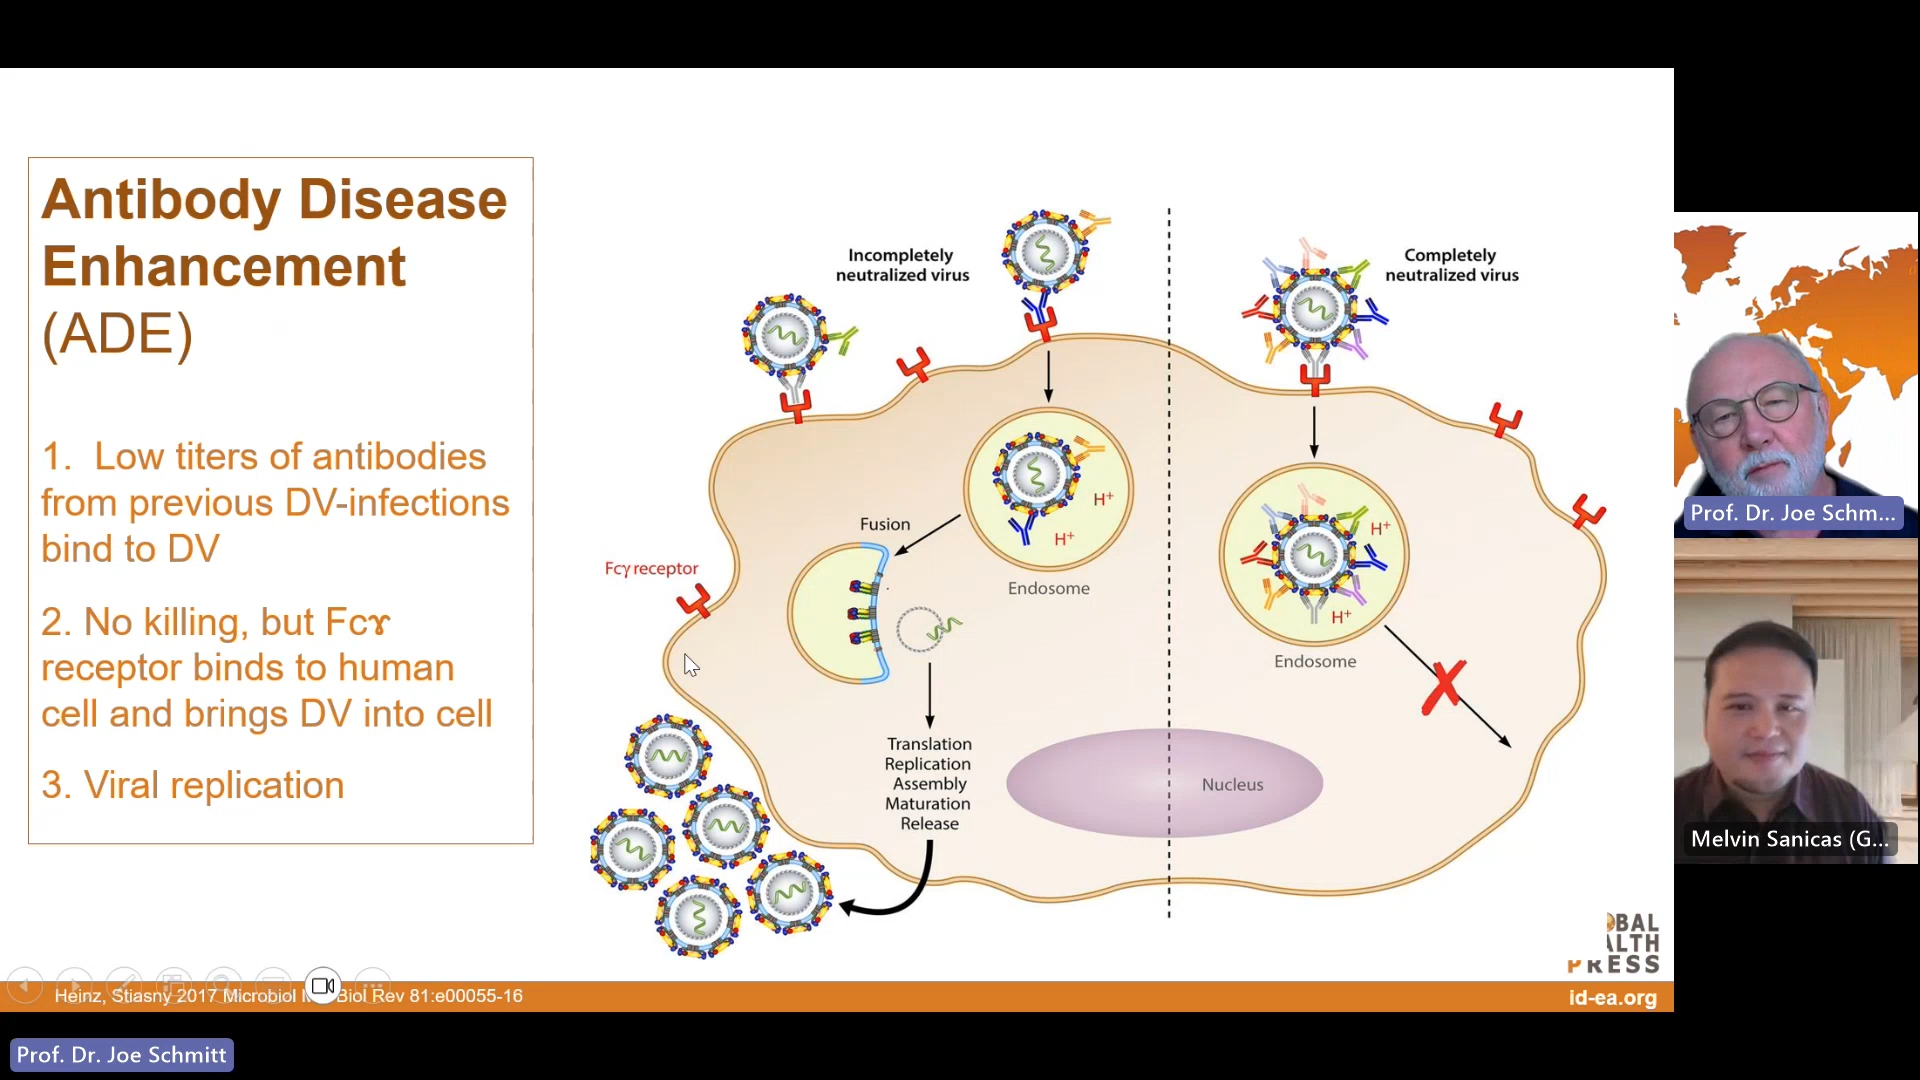 Antibody Disease
Enhancement
(ADE)
1. Low titers of antibodies
from previous DV-infections
bind to DV
2. No killing, but Fcɤ
receptor binds to human
cell and brings DV into cell
3. Viral replication
Incompletely
neutralized virus
Completely
neutralized virus
Fusion
H+
H+
Endosome
H+
H+
Endosome
Fcγ receptor
Translation
Replication
Assembly
Maturation
Release
Nucleus
BAL
ALTH
PRESS
Heinz, Stiasny 2017 Microbiol Biol Rev 81:e00055-16
id-ea.org
Prof. Dr. Joe Schm...
Melvin Sanicas (G...
Prof. Dr. Joe Schmitt